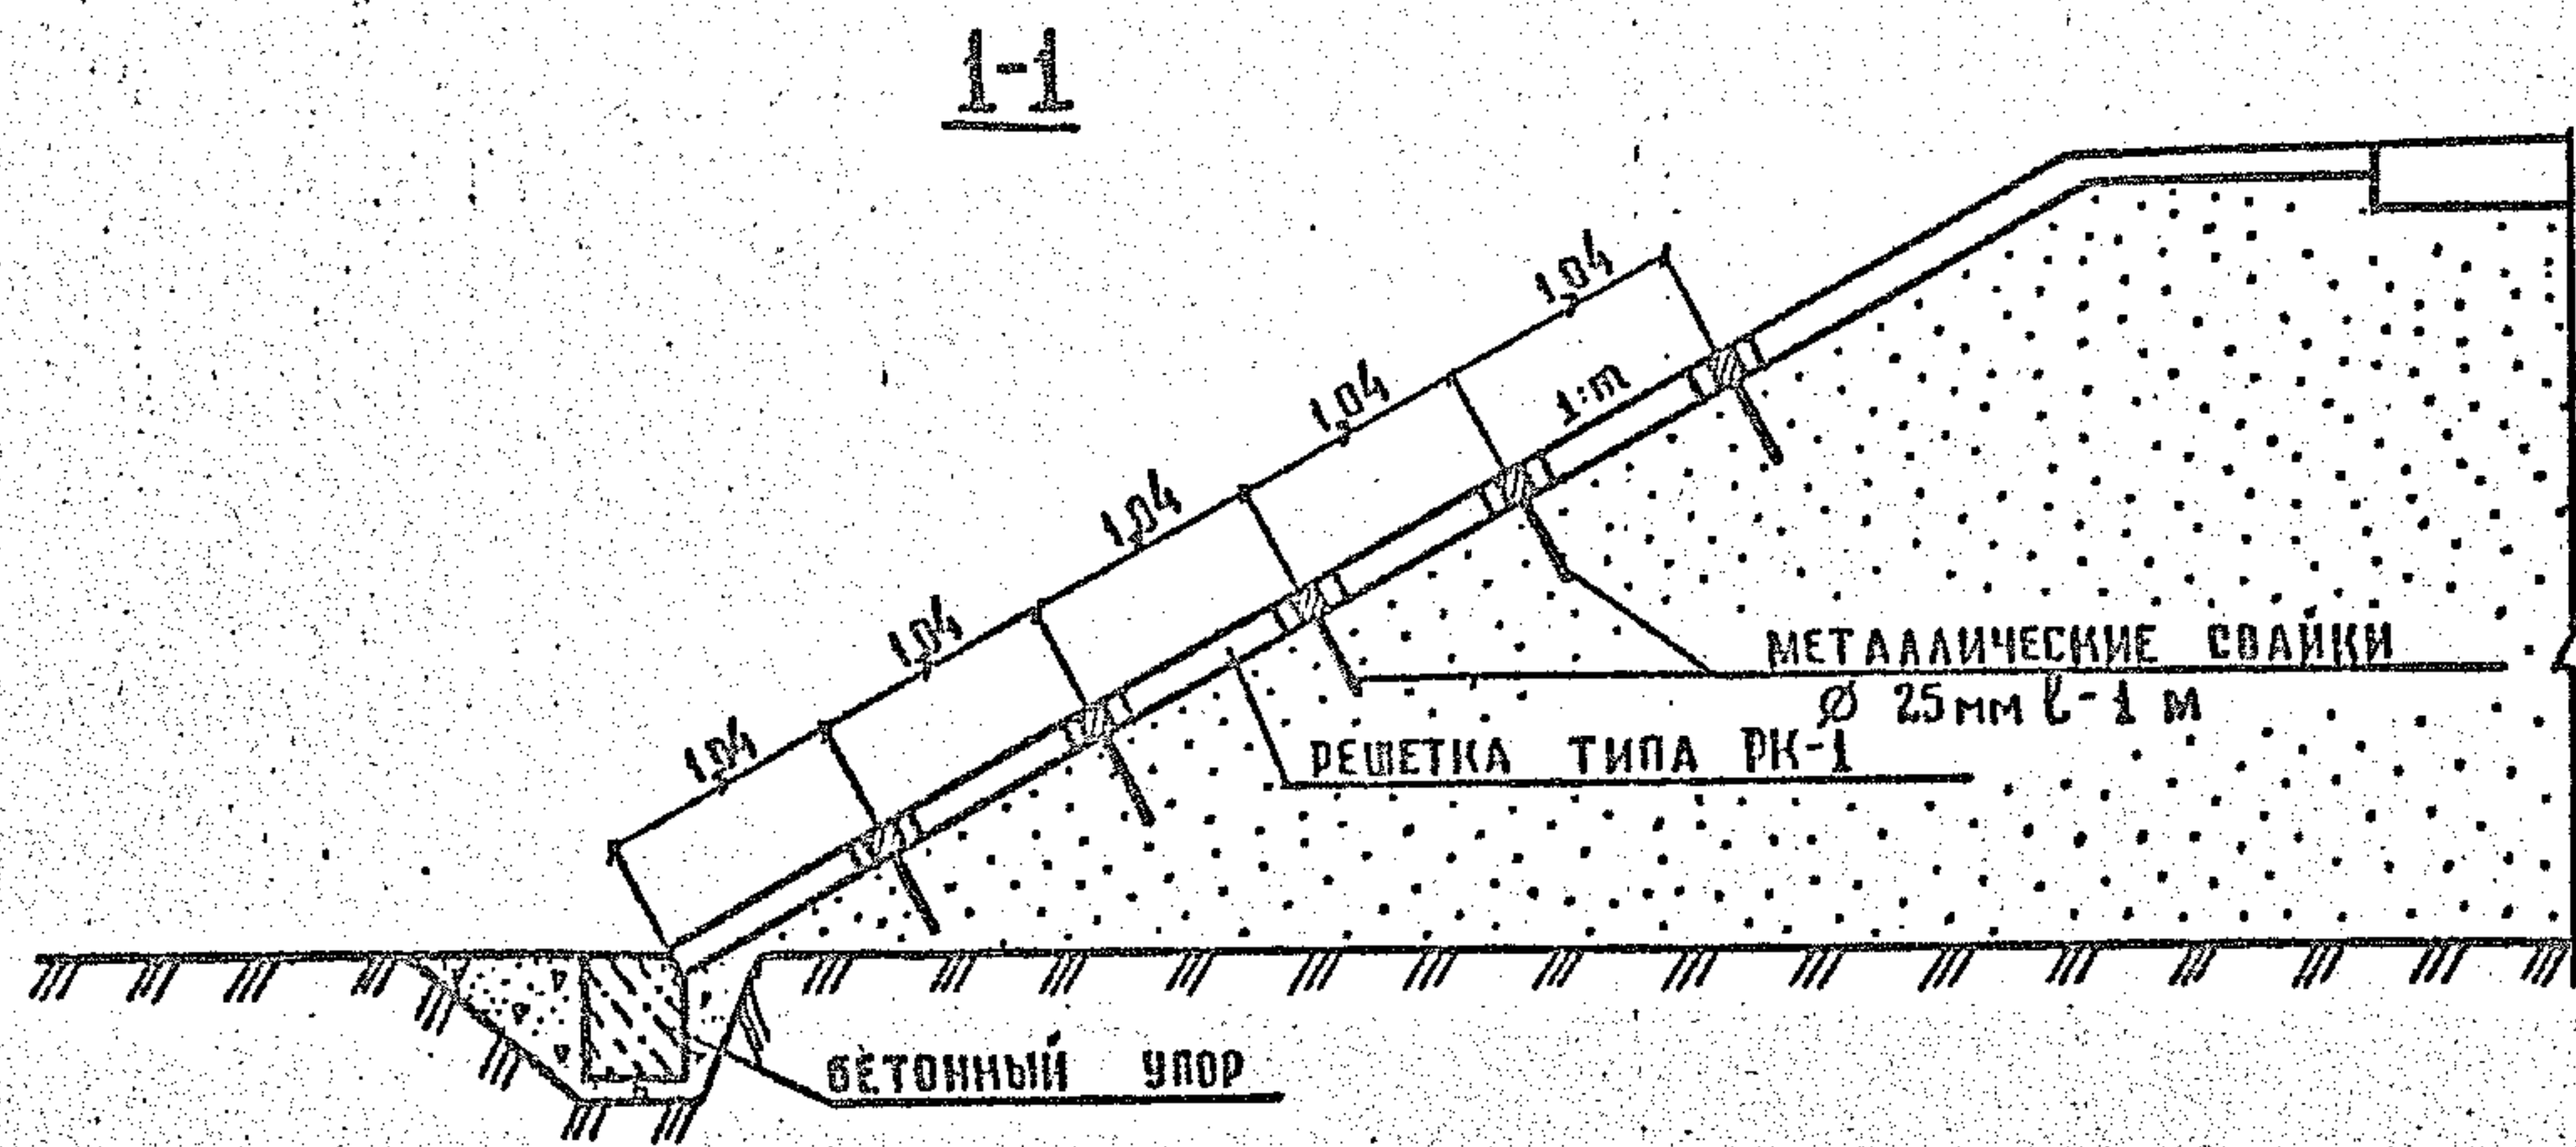 1-1
1,04
1,04
1,04
1,04
1,04
1:m
МЕТАЛЛИЧЕСКИЕ СВАЙКИ
Ø 25мм ℓ-1 м
РЕШЕТКА ТИПА РК-1
БЕТОННЫЙ УПОР